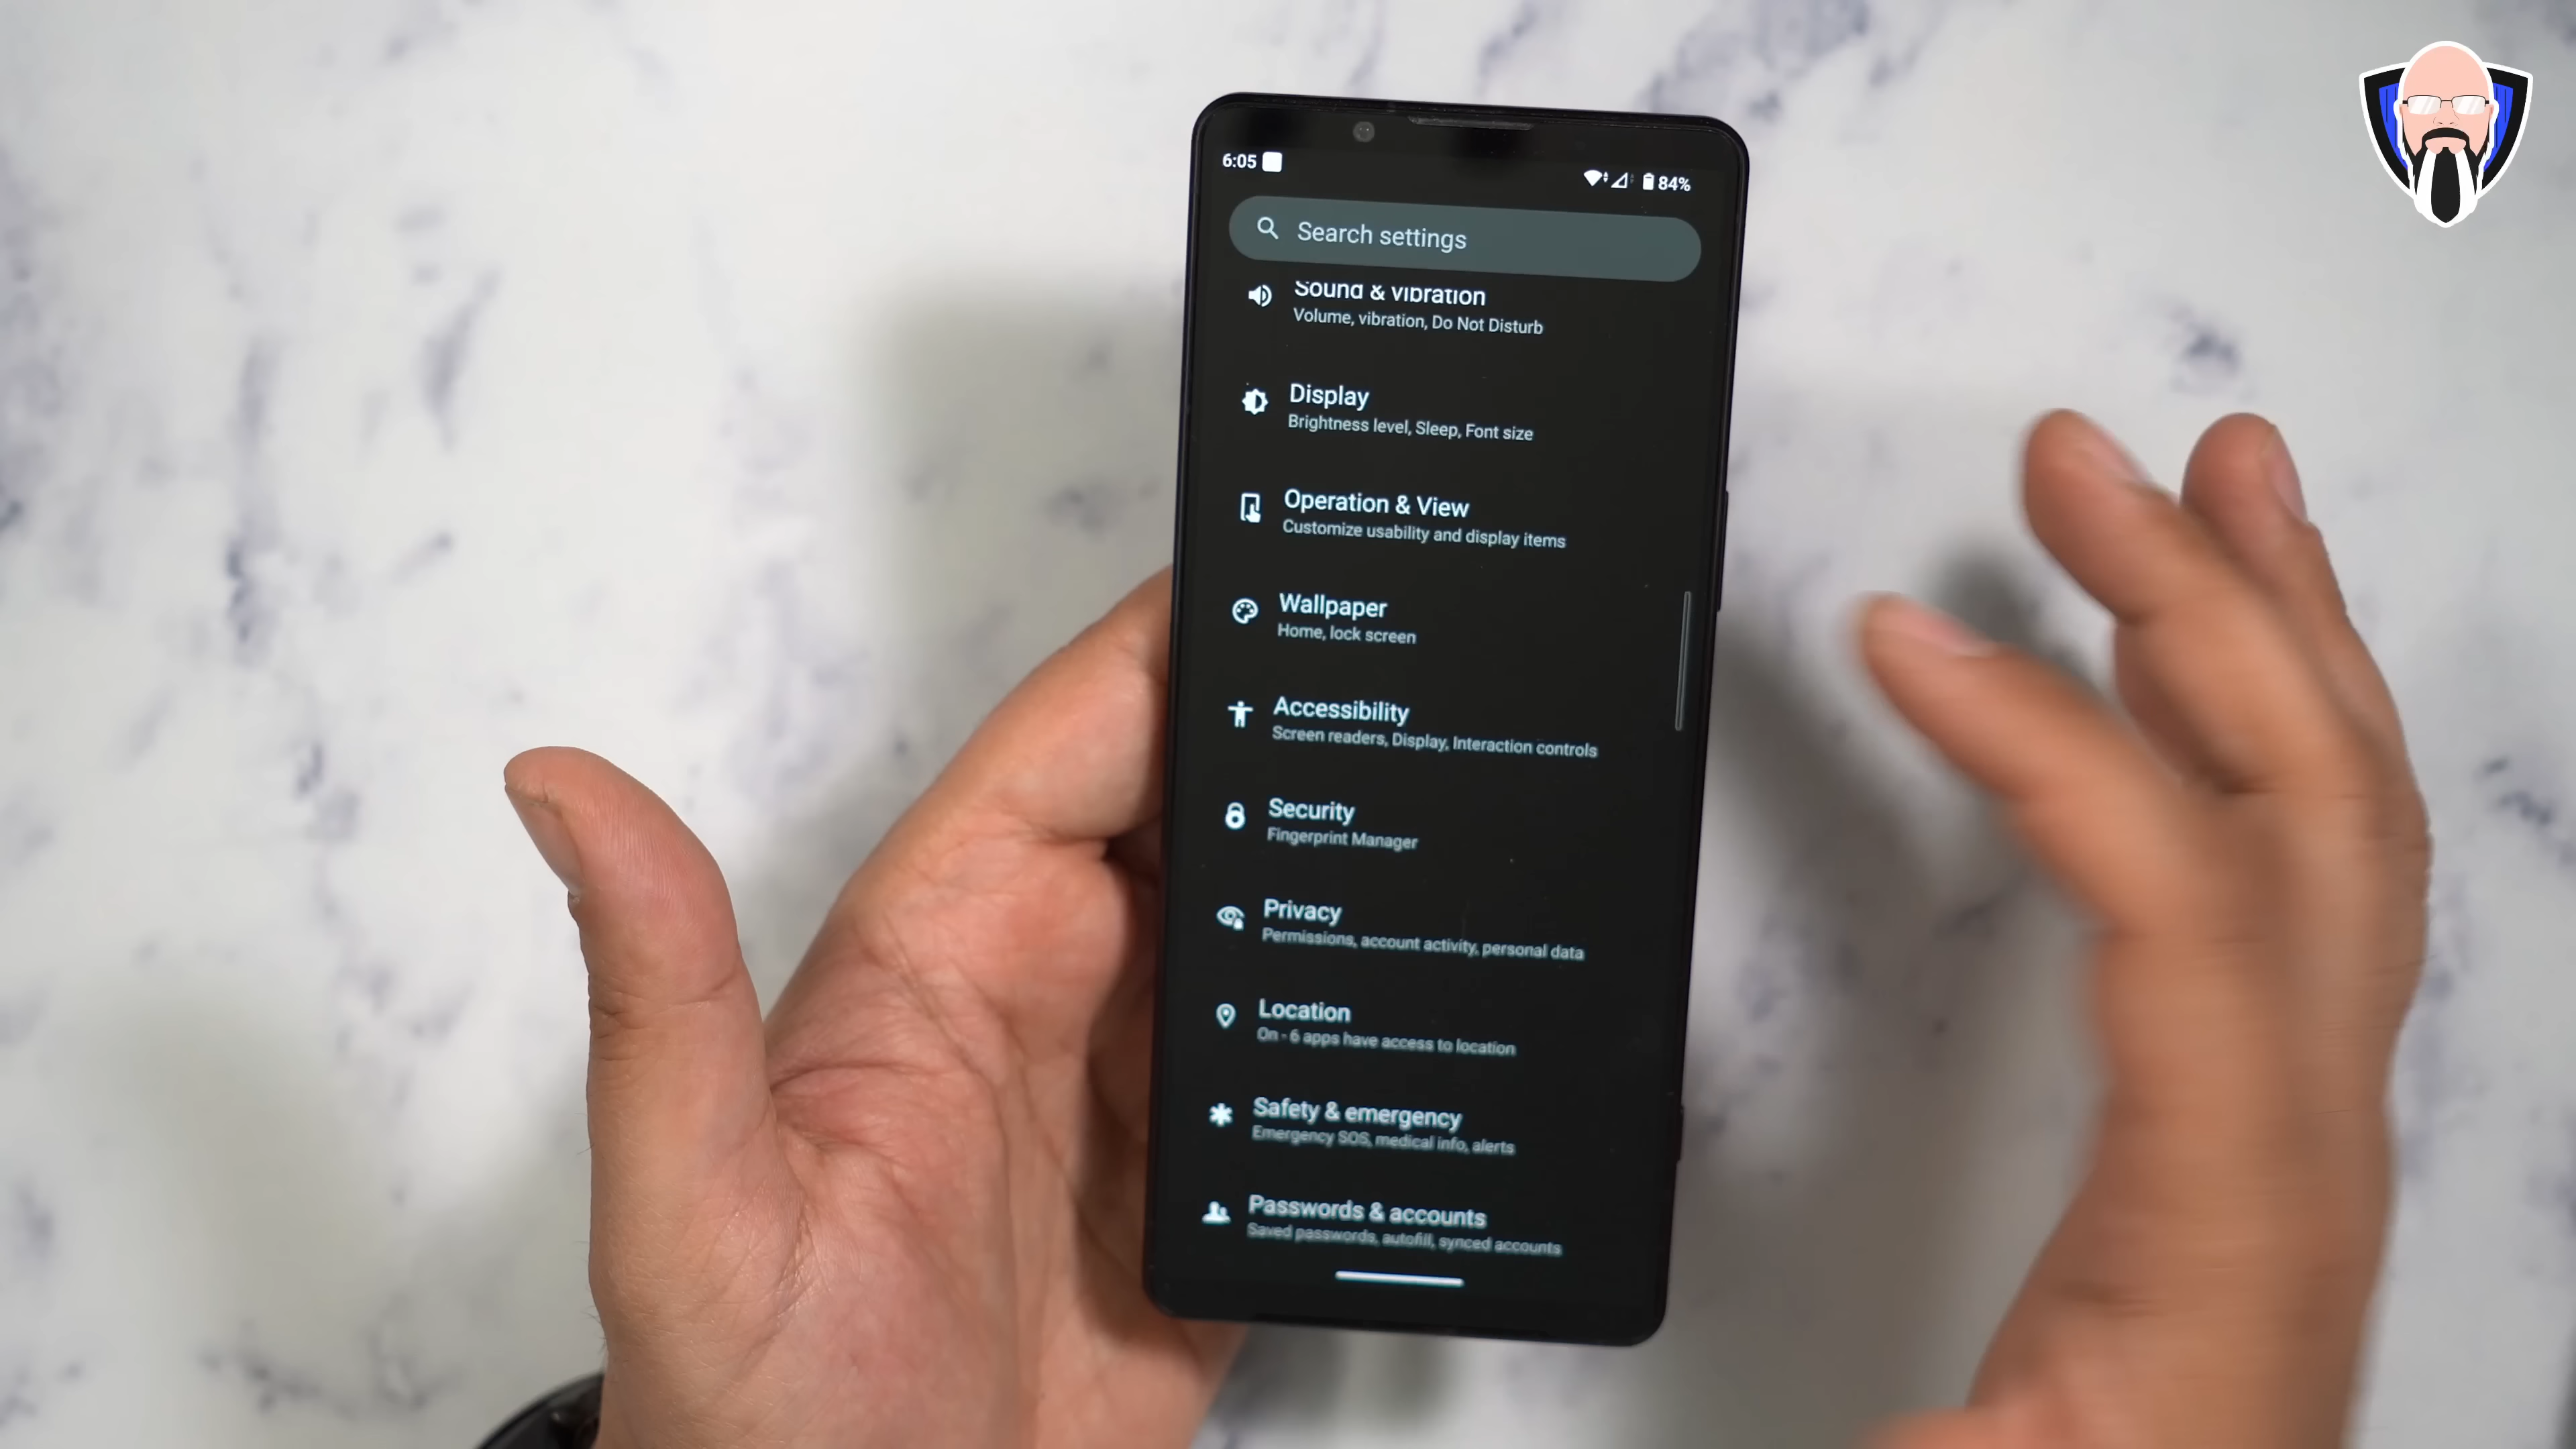 6:05
84%
Search settings
Sound & vibration
Volume, vibration, Do Not Disturb
Display
Brightness level, Sleep, Font size
Operation & View
Customize usability and display items
Wallpaper
Home, lock screen
Accessibility
Screen readers, Display, Interaction controls
Security
Fingerprint Manager
Privacy
Permissions, account activity, personal data
Location
On - 6 apps have access to location
Safety & emergency
Emergency SOS, medical info, alerts
Passwords & accounts
Saved passwords, autofill, synced accounts